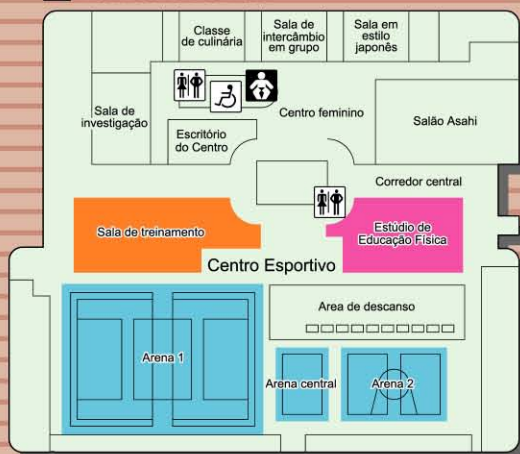 Classe
de culinária
Sala de
intercâmbio
em grupo
Sala em
estilo
japonês
Sala de
investigação
Centro feminino
Salão Asahi
Escritório
do Centro
Corredor central
Sala de treinamento
Estúdio de
Educação Física
Centro Esportivo
Area de descanso
Arena 1
Arena central
Arena 2